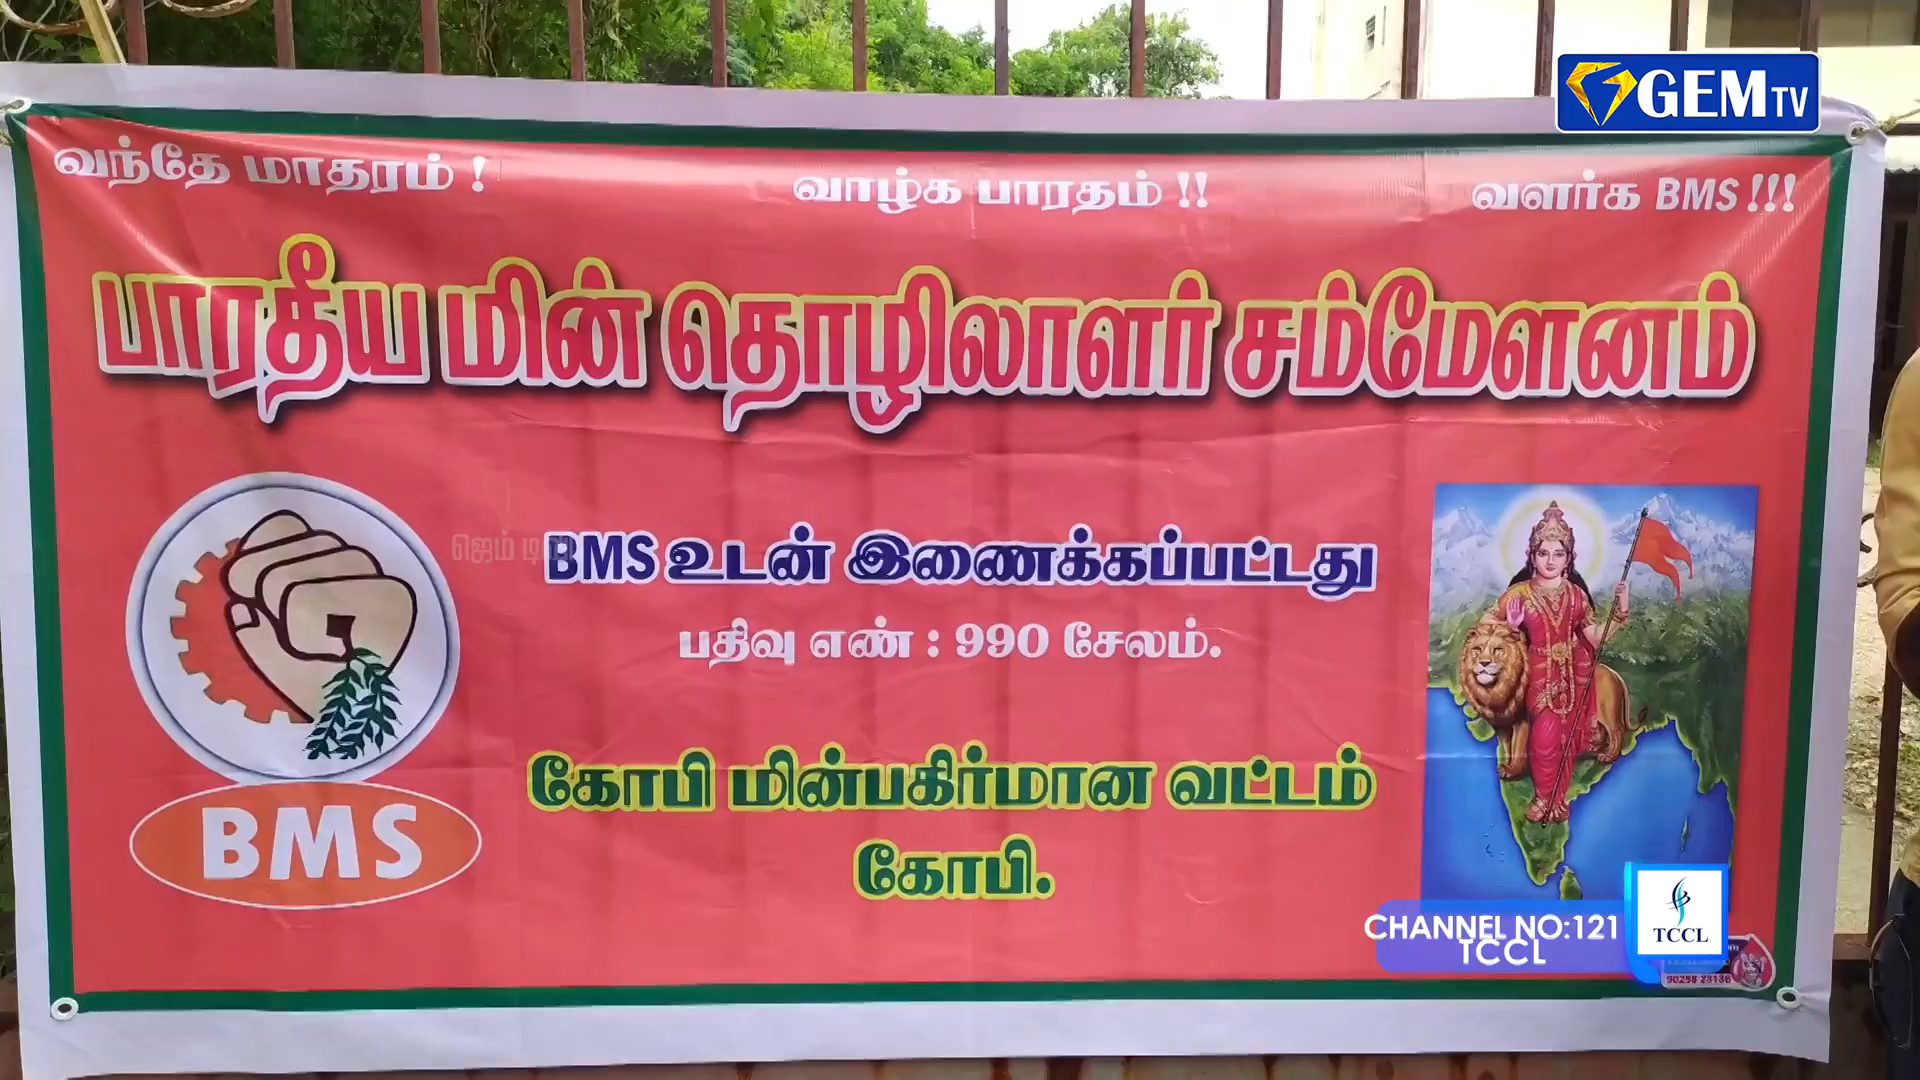 GEM TV
வந்தே மாதரம் ! வாழ்க பாரதம் !! வளர்க BMS !!!
பாரதீய மின் தொழிலாளர் சம்மேளனம்
ஜெம்
BMS உடன் இணைக்கப்பட்டது
பதிவு எண் : 990 சேலம்.
கோபி மின்பகிர்மான வட்டம்
கோபி.
BMS
CHANNEL NO:121
TCCL
TCCL